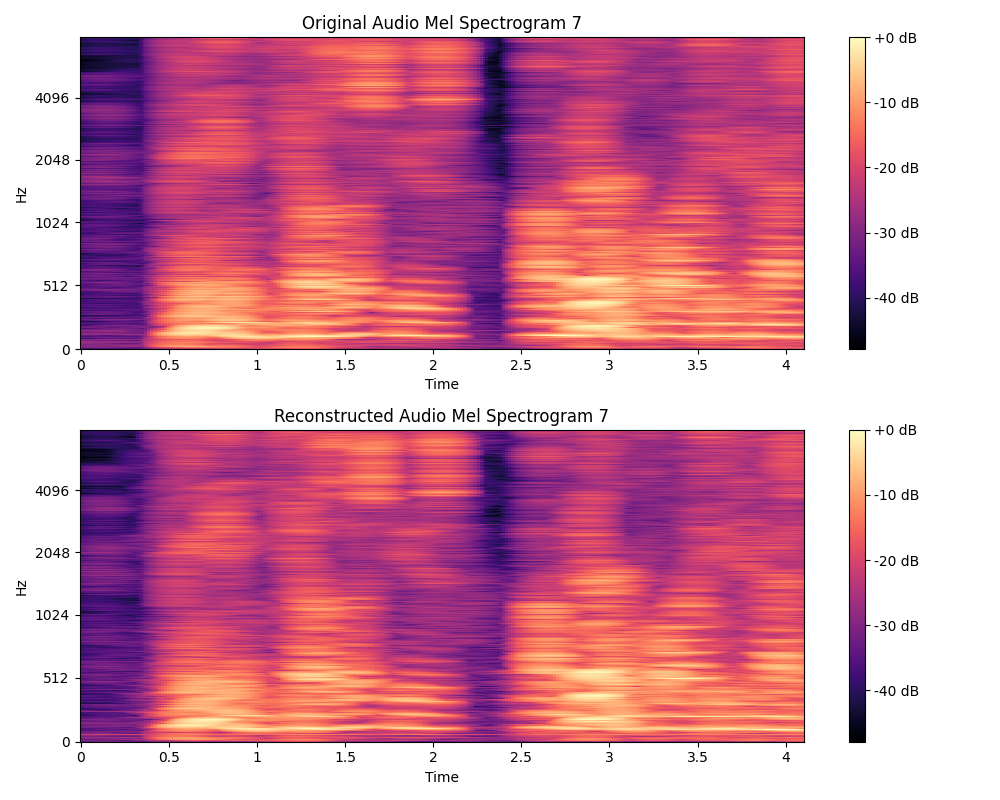 Original Audio Mel Spectrogram 7
+0 dB
4096
-10 dB
2048
-20 dB
Hz
1024
-30 dB
512
-40 dB
0
0 0.5 1 1.5 2 2.5 3 3.5 4
Time
Reconstructed Audio Mel Spectrogram 7
+0 dB
4096
-10 dB
2048
-20 dB
Hz
1024
-30 dB
512
-40 dB
0
0 0.5 1 1.5 2 2.5 3 3.5 4
Time